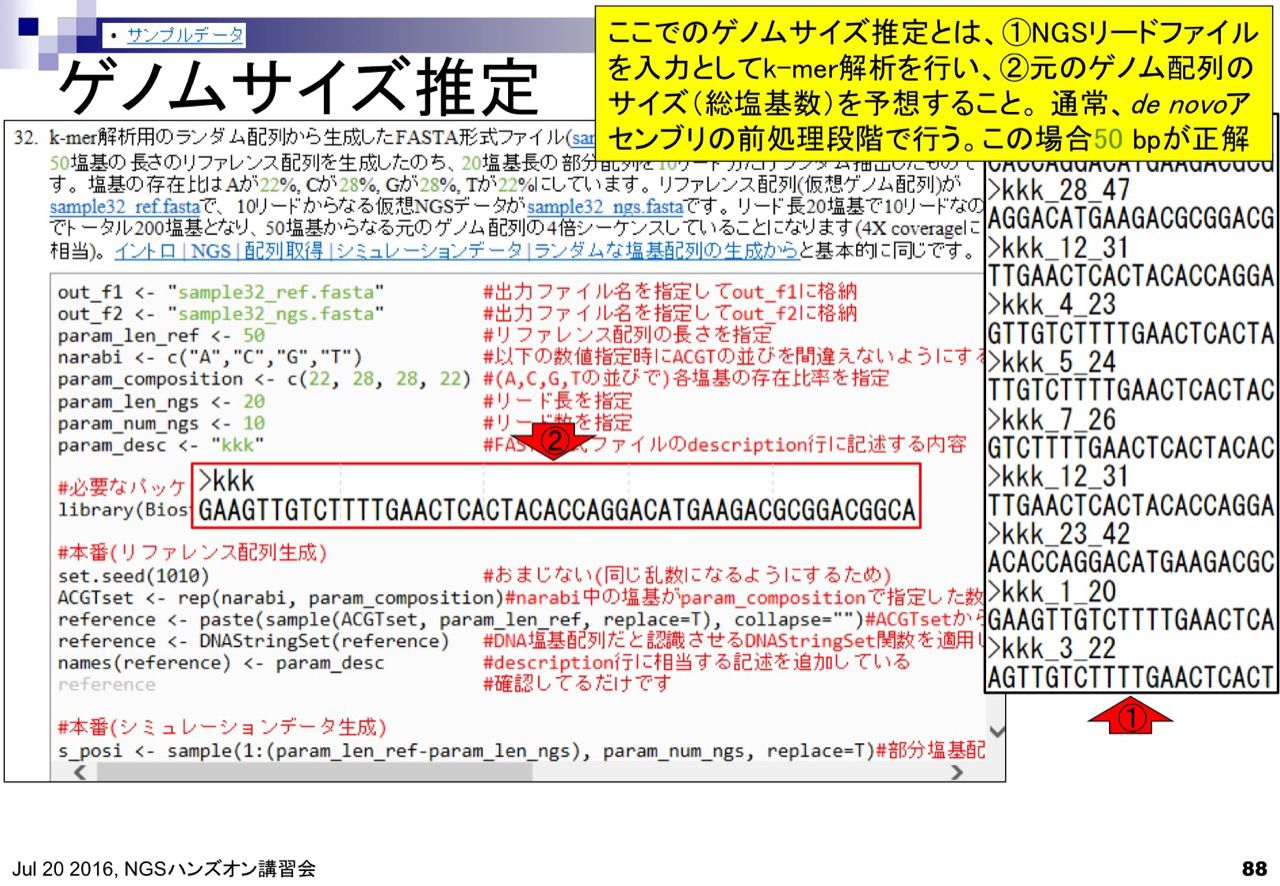 • サンプルデータ
ゲノムサイズ推定
ここでのゲノムサイズ推定とは、①NGSリードファイル
を入力としてk-mer解析を行い、②元のゲノム配列の
サイズ(総塩基数)を予想すること。通常、de novoア
センブリの前処理段階で行う。この場合50 bpが正解
32. k-mer解析用のランダム配列から生成したFASTA形式ファイル(sam
50塩基の長さのリファレンス配列を生成したのち、20塩基長の部分配列を10リード分だけランダム抽出したもので
す。塩基の存在比はAが22%, Cが28%, Gが28%, Tが22%にしています。リファレンス配列(仮想ゲノム配列)が
sample32_ref.fastaで、10リードからなる仮想NGSデータがsample32_ngs.fastaです。リード長20塩基で10リードなの
でトータル200塩基となり、50塩基からなる元のゲノム配列の4倍シーケンスしていることになります(4X coverageに
相当)。イントロ | NGS | 配列取得 | シミュレーションデータ | ランダムな塩基配列の生成からと基本的に同じです。
out_f1 <- "sample32_ref.fasta" #出力ファイル名を指定してout_f1に格納
out_f2 <- "sample32_ngs.fasta" #出力ファイル名を指定してout_f2に格納
param_len_ref <- 50 #リファレンス配列の長さを指定
narabi <- c("A","C","G","T") #以下の数値指定時にACGTの並びを間違えないようにする
param_composition <- c(22, 28, 28, 22) #(A,C,G,Tの並びで)各塩基の存在比率を指定
param_len_ngs <- 20 #リード長を指定
param_num_ngs <- 10 #リード数を指定
param_desc <- "kkk" #FASTA形式ファイルのdescription行に記述する内容
②
#必要なパッケ
library(Bios
>kkk
GAAGTTGTCTTTTGAACTCACTACACCAGGACATGAAGACGCGGACGGCA
#本番(リファレンス配列生成)
set.seed(1010) #おまじない(同じ乱数になるようにするため)
ACGTset <- rep(narabi, param_composition)#narabi中の塩基がparam_compositionで指定した数
reference <- paste(sample(ACGTset, param_len_ref, replace=T), collapse="")#ACGTsetから
reference <- DNAStringSet(reference) #DNA塩基配列だと認識させるDNAStringSet関数を適用し
names(reference) <- param_desc #description行に相当する記述を追加している
reference #確認してるだけです
#本番(シミュレーションデータ生成)
s_posi <- sample(1:(param_len_ref-param_len_ngs), param_num_ngs, replace=T)#部分塩基配
CACCAGGACATGAAGACGCG
>kkk_28_47
AGGACATGAAGACGCGGACG
>kkk_12_31
TTGAACTCACTACACCAGGA
>kkk_4_23
GTTGTCTTTTGAACTCACTA
>kkk_5_24
TTGTCTTTTGAACTCACTAC
>kkk_7_26
GTCTTTTGAACTCACTACAC
>kkk_12_31
TTGAACTCACTACACCAGGA
>kkk_23_42
ACACCAGGACATGAAGACGC
>kkk_1_20
GAAGTTGTCTTTTGAACTCA
>kkk_3_22
AGTTGTCTTTTGAACTCACT
①
Jul 20 2016, NGSハンズオン講習会
88